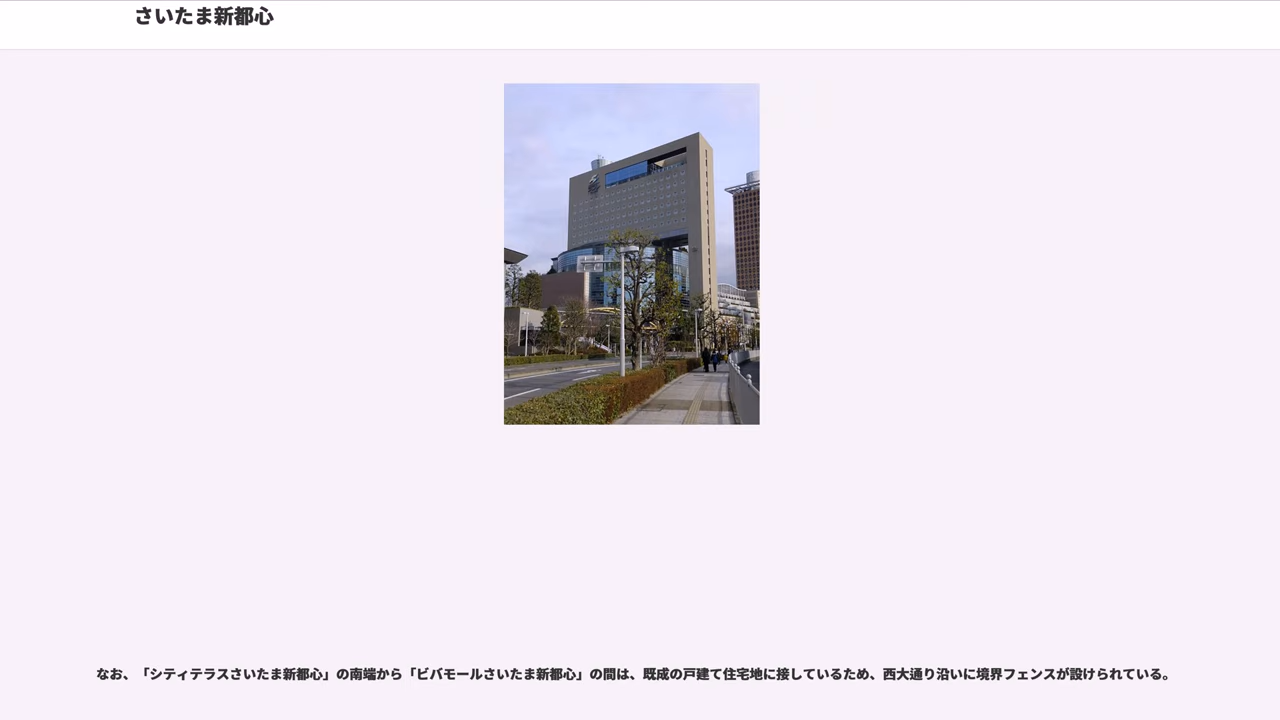 さいたま新都心
なお、「シティテラスさいたま新都心」の南端から「ビバモールさいたま新都心」の間は、既成の戸建て住宅地に接しているため、西大通り沿いに境界フェンスが設けられている。